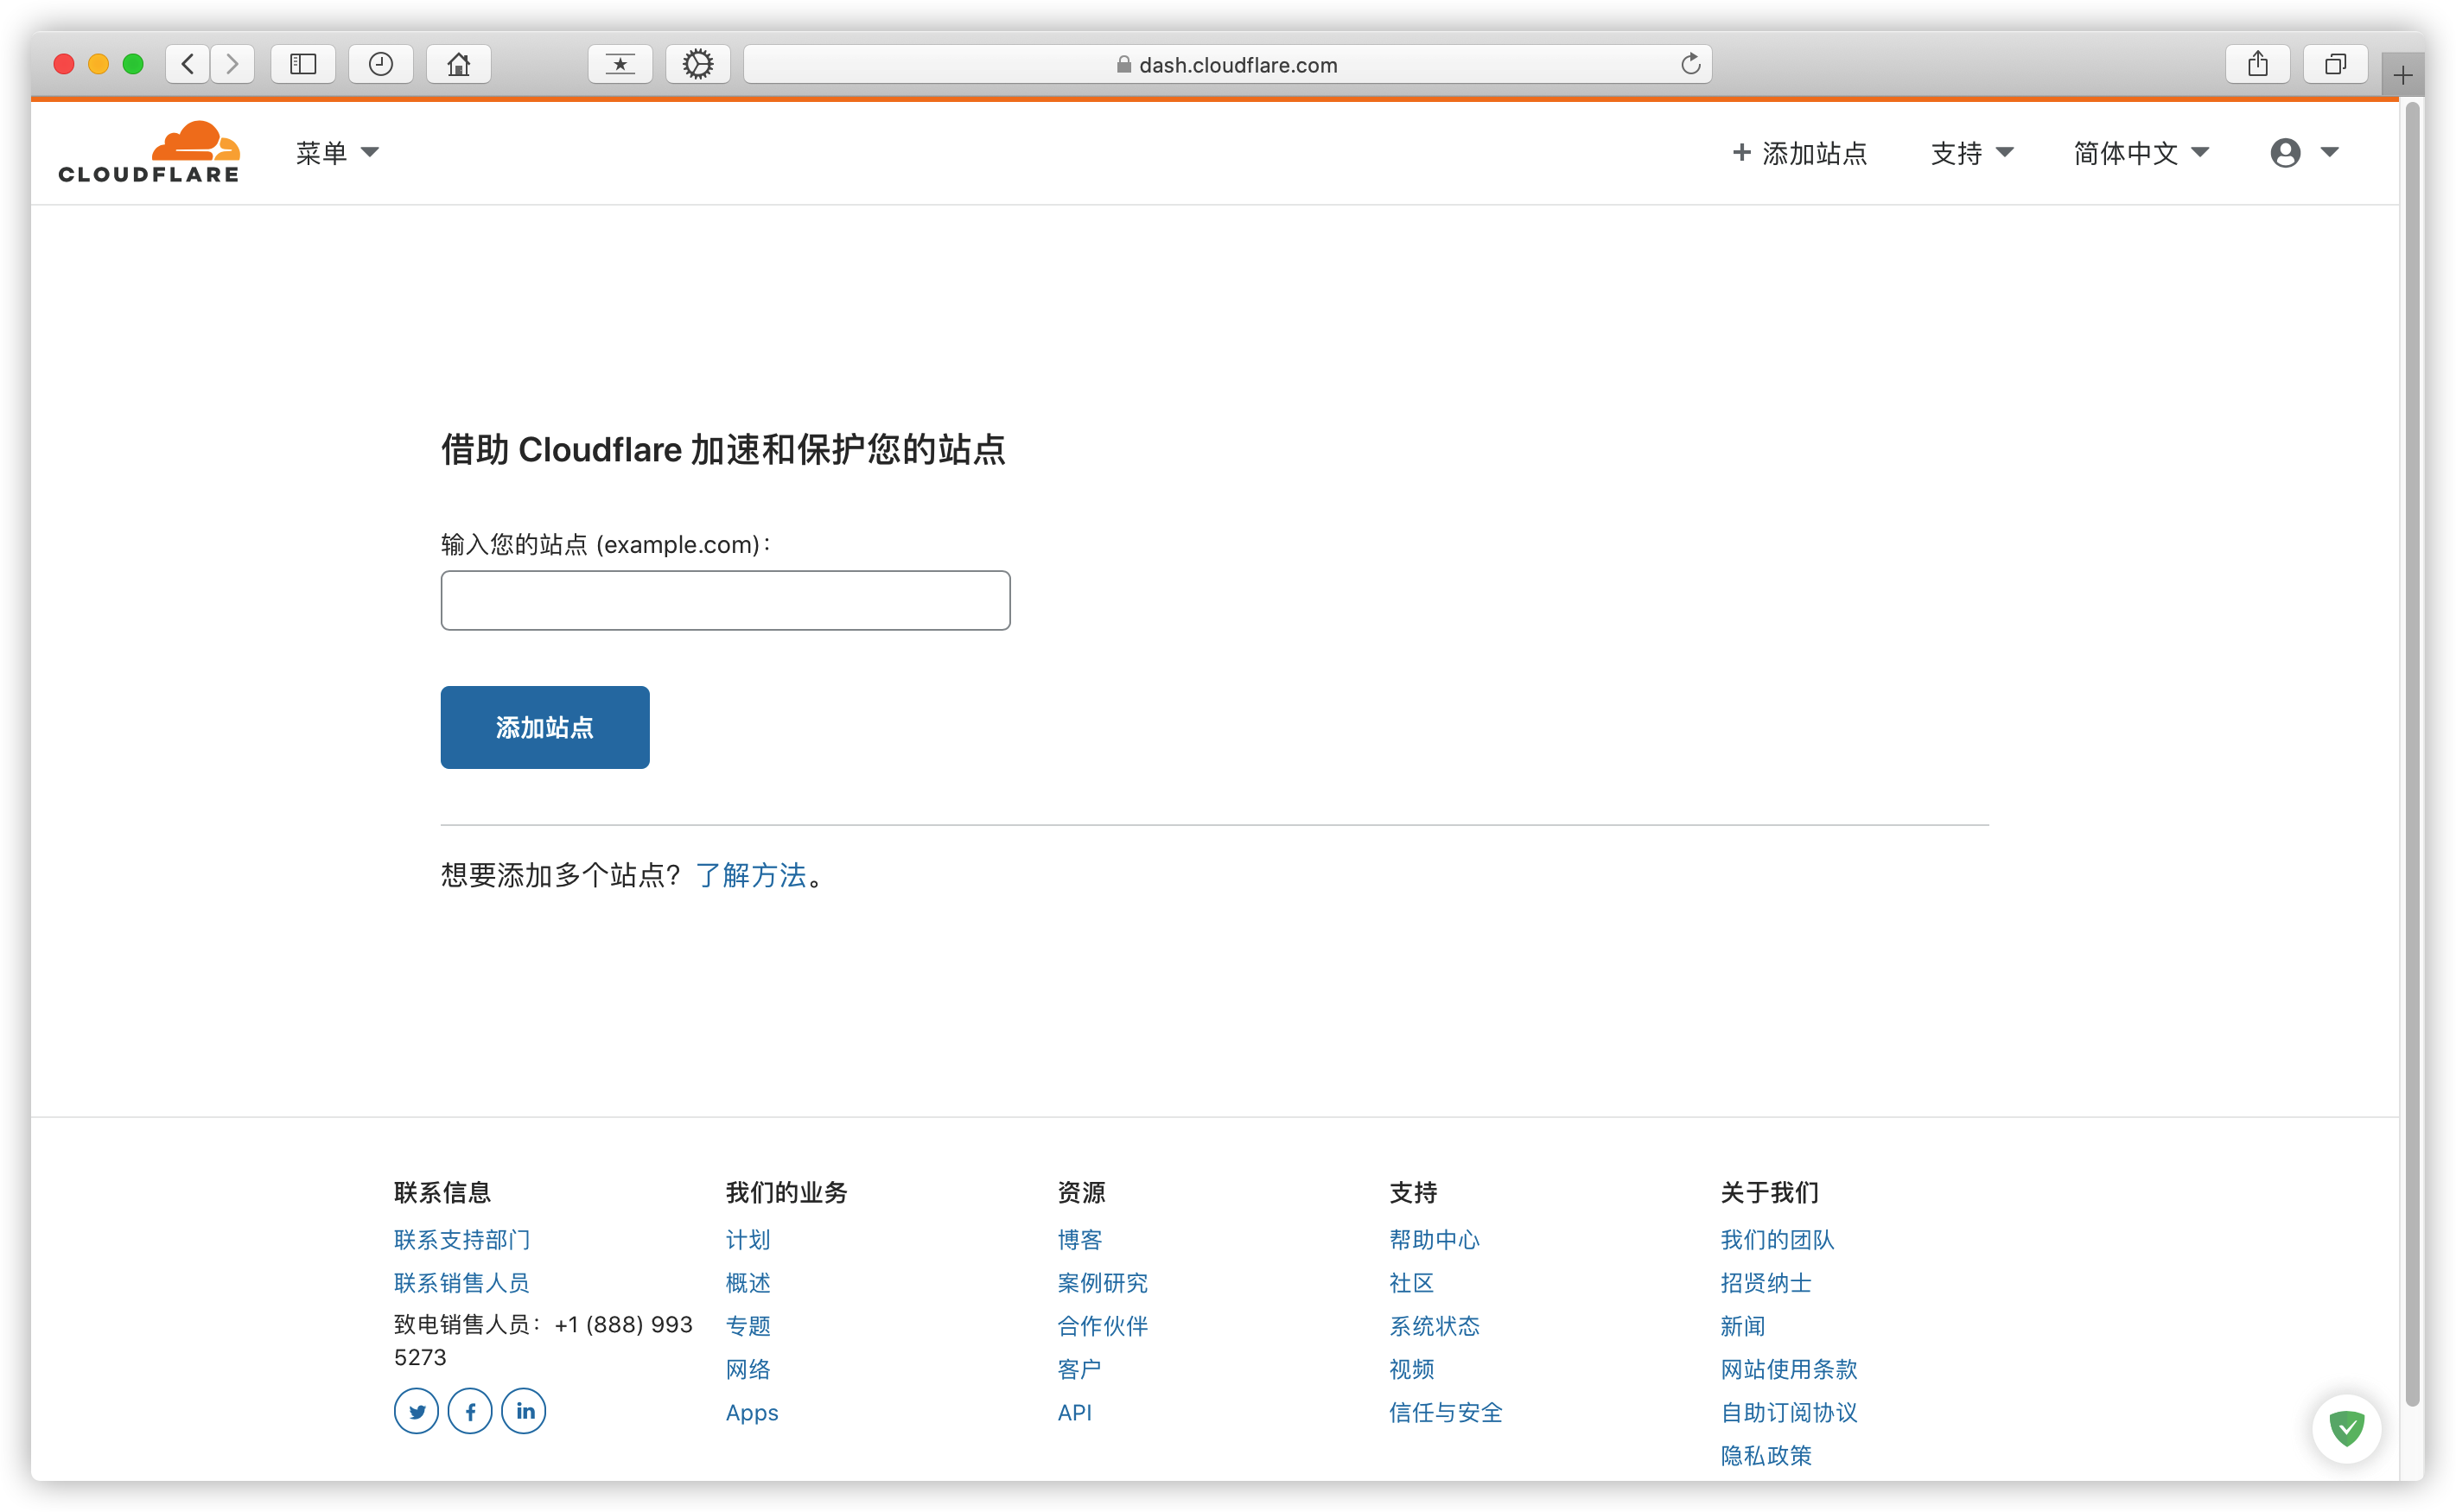 dash.cloudflare.com
CLOUDFLARE
菜单
+ 添加站点
支持
简体中文
借助 Cloudflare 加速和保护您的站点
输入您的站点 (example.com)：
添加站点
想要添加多个站点？了解方法。
联系信息
联系支持部门
联系销售人员
致电销售人员：+1 (888) 993
5273
我们的业务
计划
概述
专题
网络
Apps
资源
博客
案例研究
合作伙伴
客户
API
支持
帮助中心
社区
系统状态
视频
信任与安全
关于我们
我们的团队
招贤纳士
新闻
网站使用条款
自助订阅协议
隐私政策